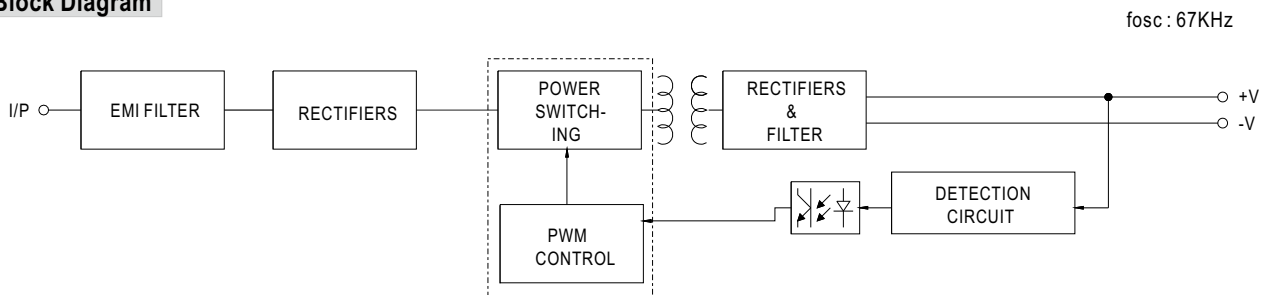 Block Diagram
fosc : 67KHz
I/P
EMI FILTER
RECTIFIERS
POWER
SWITCH-
ING
RECTIFIERS
&
FILTER
+V
-V
PWM
CONTROL
DETECTION
CIRCUIT